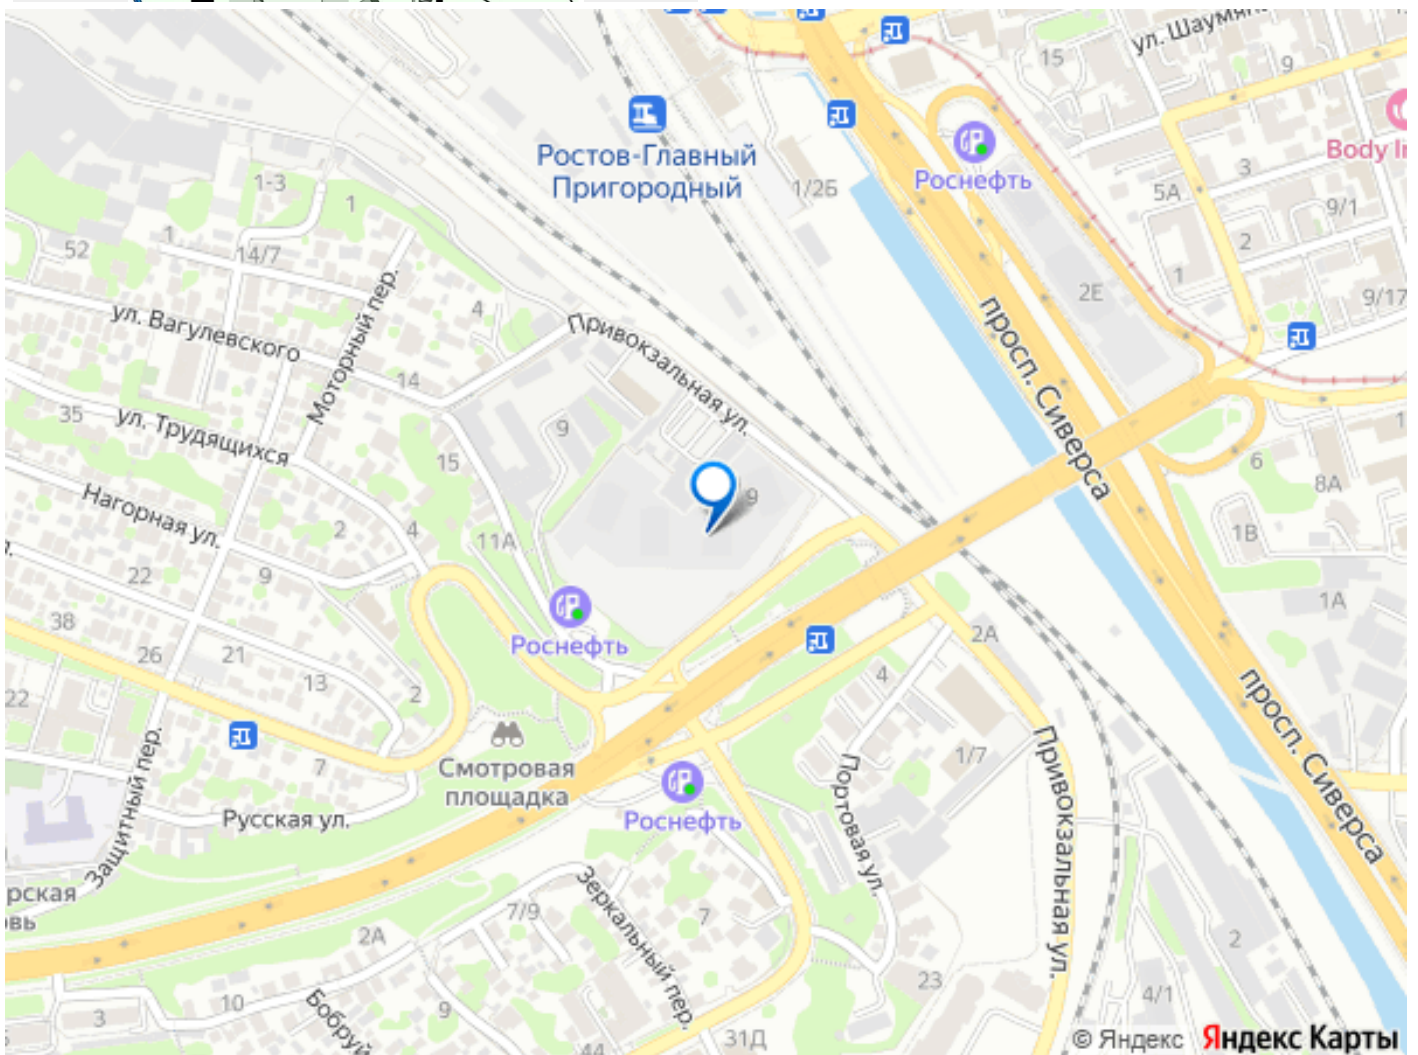 ул. Шаумян
15
9
Ростов-Главный
Пригородный
1/2Б
Роснефть
Body
3
5А
9/1
1-3
1
2
52
1
14/7
1
2Е
9/17
Моторный пер.
4
ул. Вагулевского
Привокзальная ул.
просп. Сиверса
14
35
ул. Трудящихся
9
15
6
8А
9
Нагорная ул.
2
4
11А
1В
22
9
1А
38
Роснефть
2А
26
21
4
13
2
22
просп. Сиверса
Защитный пер.
Смотровая
площадка
7
1/7
Портовая ул.
Привокзальная ул.
Русская ул.
Роснефть
рская
вь
7/9
Зеркальный пер.
7
2А
2
23
10
9
3
Бобруй
4/1
31Д
44
© Яндекс Яндекс Карты